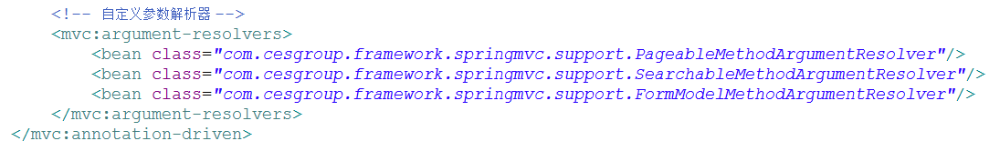 <!-- 自定义参数解析器 -->
<mvc:argument-resolvers>
<bean class="com.cesgroup.framework.springmvc.support.PageableMethodArgumentResolver"/>
<bean class="com.cesgroup.framework.springmvc.support.SearchableMethodArgumentResolver"/>
<bean class="com.cesgroup.framework.springmvc.support.FormModelMethodArgumentResolver"/>
</mvc:argument-resolvers>
</mvc:annotation-driven>